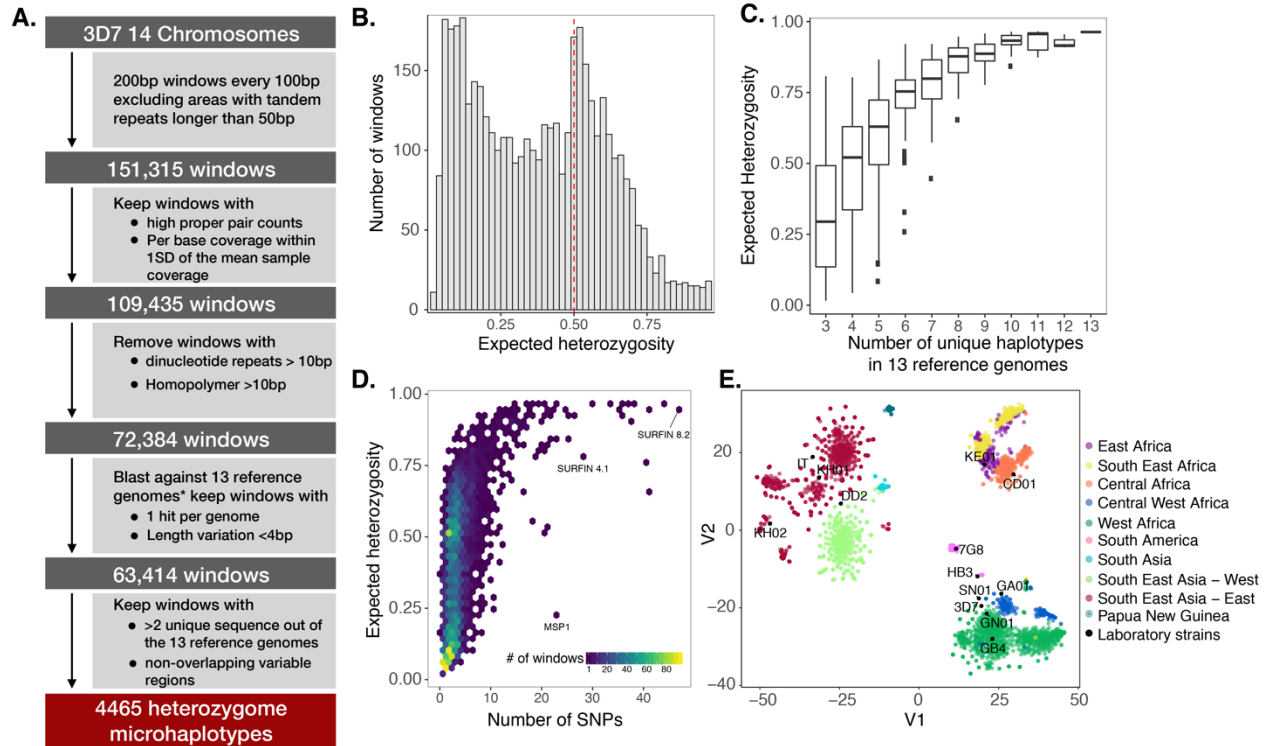 A.
3D7 14 Chromosomes
200bp windows every 100bp
excluding areas with tandem
repeats longer than 50bp
151,315 windows
Keep windows with
● high proper pair counts
● Per base coverage within
1SD of the mean sample
coverage
109,435 windows
Remove windows with
● dinucleotide repeats > 10bp
● Homopolymer >10bp
72,384 windows
Blast against 13 reference
genomes* keep windows with
● 1 hit per genome
● Length variation <4bp
63,414 windows
Keep windows with
● >2 unique sequence out of
the 13 reference genomes
● non-overlapping variable
regions
4465 heterozygome
microhaplotypes
B.
Number of windows
150
100
50
0
0.25 0.50 0.75
Expected heterozygosity
C.
Expected Heterozygosity
1.00
0.75
0.50
0.25
0.00
3 4 5 6 7 8 9 10 11 12 13
Number of unique haplotypes
in 13 reference genomes
D.
Expected heterozygosity
1.00
0.75
0.50
0.25
0.00
SURFIN 8.2
SURFIN 4.1
MSP1
# of windows
1 20 40 60 80
0 10 20 30 40
Number of SNPs
E.
V2
20
0
−20
−40
IT
KH01
DD2
KH02
KE01
CD01
7G8
HB3
SN01
GA01
3D7
GN01
GB4
−50 −25 0 25 50
V1
East Africa
South East Africa
Central Africa
Central West Africa
West Africa
South America
South Asia
South East Asia − West
South East Asia − East
Papua New Guinea
Laboratory strains